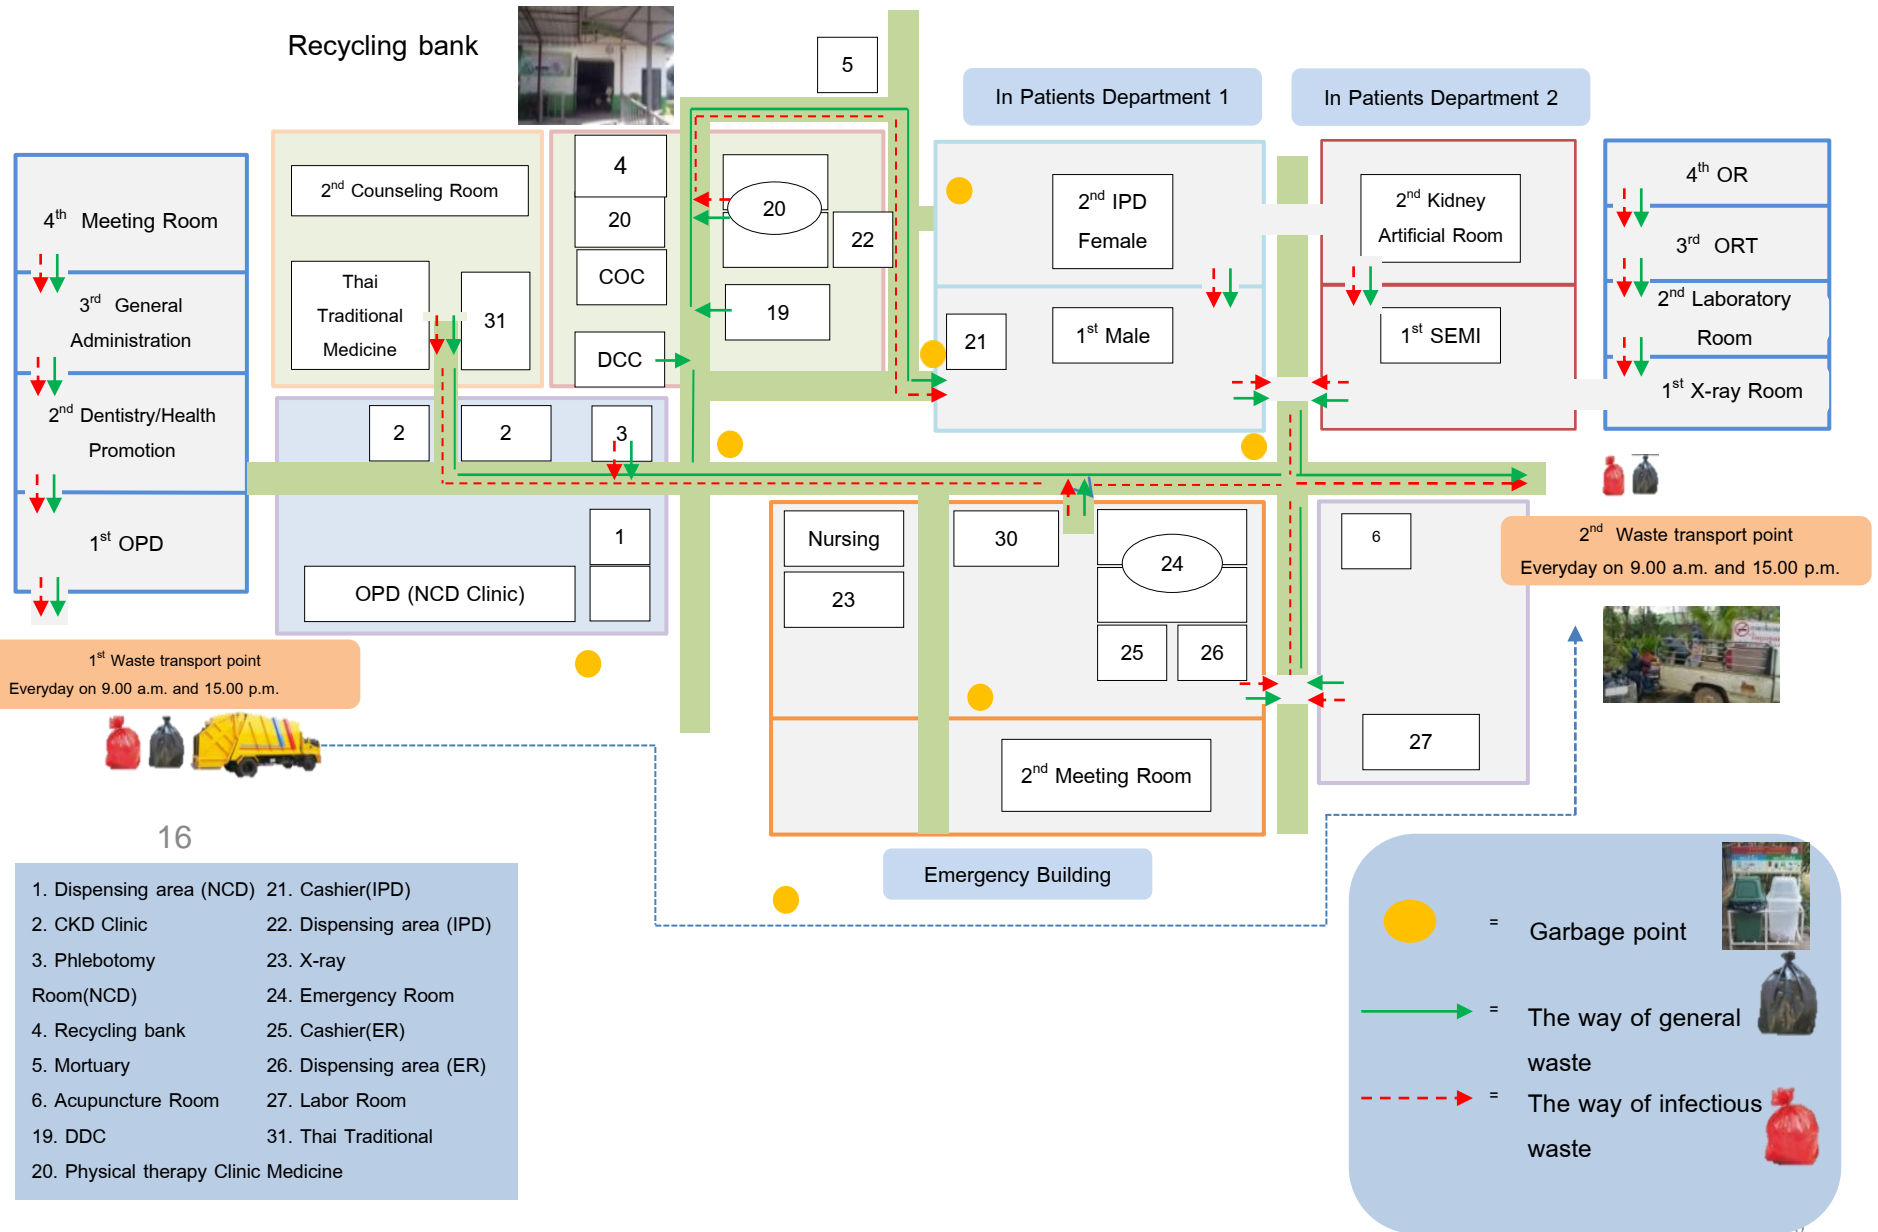 Recycling bank
5
In Patients Department 1
In Patients Department 2
4th Meeting Room
3rd General
Administration
2nd Dentistry/Health
Promotion
1st OPD
2nd Counseling Room
Thai
Traditional
Medicine
31
4
20
COC
DCC
20
22
19
2nd IPD
Female
21
1st Male
2nd Kidney
Artificial Room
1st SEMI
4th OR
3rd ORT
2nd Laboratory
Room
1st X-ray Room
2
2
3
1
OPD (NCD Clinic)
Nursing
23
30
24
25
26
2nd Meeting Room
6
27
2nd Waste transport point
Everyday on 9.00 a.m. and 15.00 p.m.
1st Waste transport point
Everyday on 9.00 a.m. and 15.00 p.m.
Emergency Building
16
1. Dispensing area (NCD)
2. CKD Clinic
3. Phlebotomy
Room(NCD)
4. Recycling bank
5. Mortuary
6. Acupuncture Room
19. DDC
20. Physical therapy Clinic
21. Cashier(IPD)
22. Dispensing area (IPD)
23. X-ray
24. Emergency Room
25. Cashier(ER)
26. Dispensing area (ER)
27. Labor Room
31. Thai Traditional
Medicine
= Garbage point
= The way of general
waste
= The way of infectious
waste